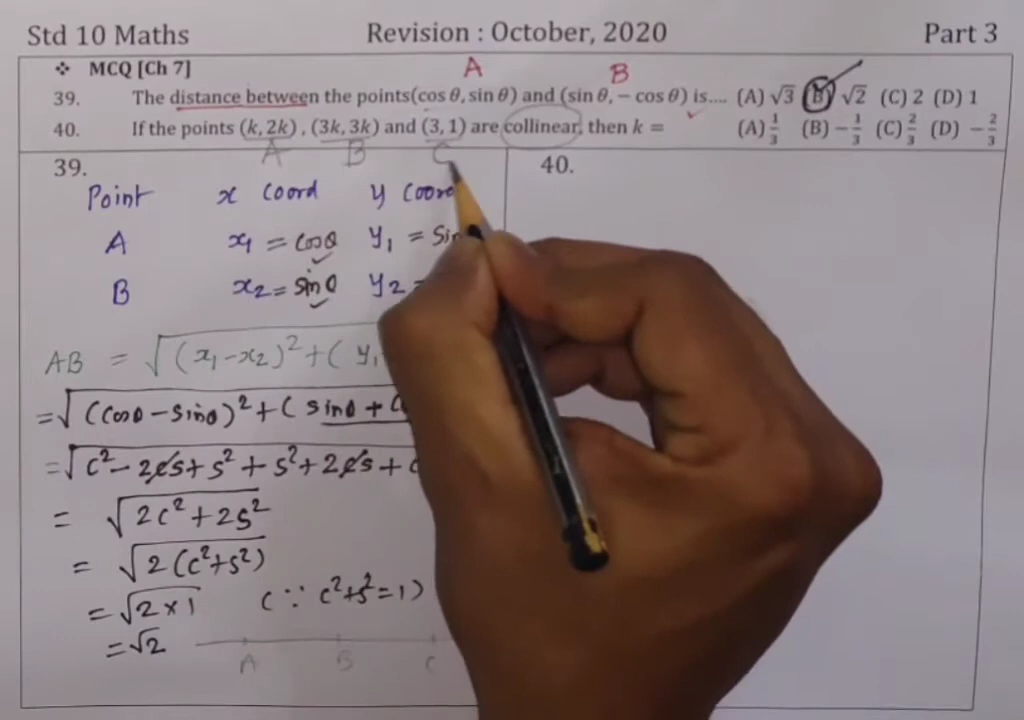 Std 10 Maths Revision : October, 2020 Part 3
❖ MCQ [Ch 7] A B
39. The distance between the points(cos θ, sin θ) and (sin θ, − cos θ) is.... (A) √3 (B) √2 (C) 2 (D) 1
40. If the points (k, 2k) , (3k, 3k) and (3, 1) are collinear, then k = (A) 1/3 (B) − 1/3 (C) 2/3 (D) − 2/3
A B C
39. 40.
Point x coord y coord
A x₁ = cosθ y₁ = Sin
B x₂ = sinθ y₂ =
AB = √(x₁-x₂)² + ( y₁
= √(cosθ - sinθ)² + ( sinθ +
= √c² - 2cs + s² + s² + 2cs +
= √2c² + 2s²
= √2 (c²+s²)
= √2 × 1 ( ∵ c²+s²=1)
= √2
A B C